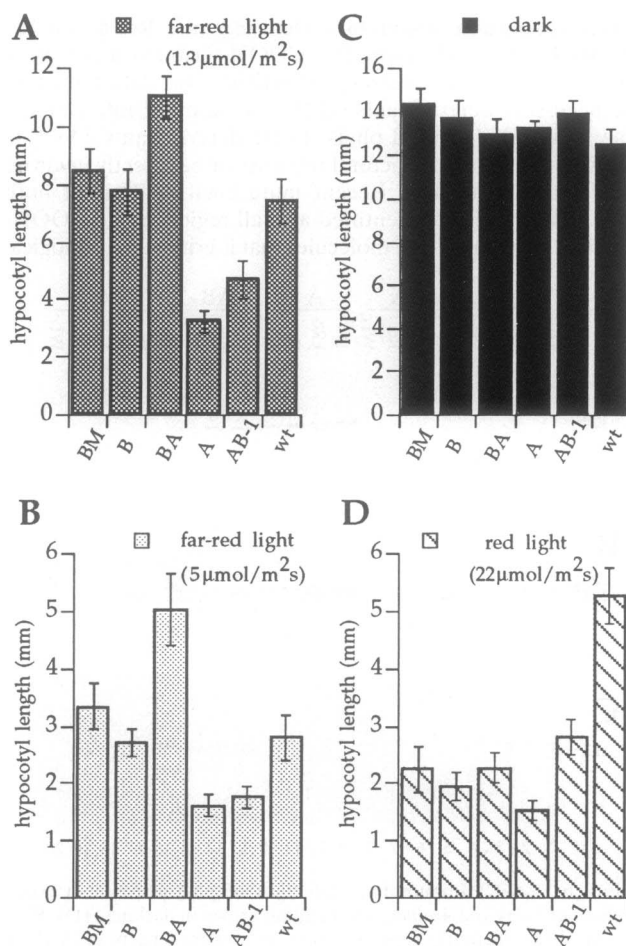 A
far-red light
(1.3 μmol/m²s)
hypocotyl length (mm)
12
10
8
6
4
2
0
BM
B
BA
A
AB-1
wt
C
dark
hypocotyl length (mm)
16
14
12
10
8
6
4
2
0
BM
B
BA
A
AB-1
wt
B
far-red light
(5μmol/m²s)
hypocotyl length (mm)
6
5
4
3
2
1
0
BM
B
BA
A
AB-1
wt
D
red light
(22μmol/m²s)
hypocotyl length (mm)
6
5
4
3
2
1
0
BM
B
BA
A
AB-1
wt